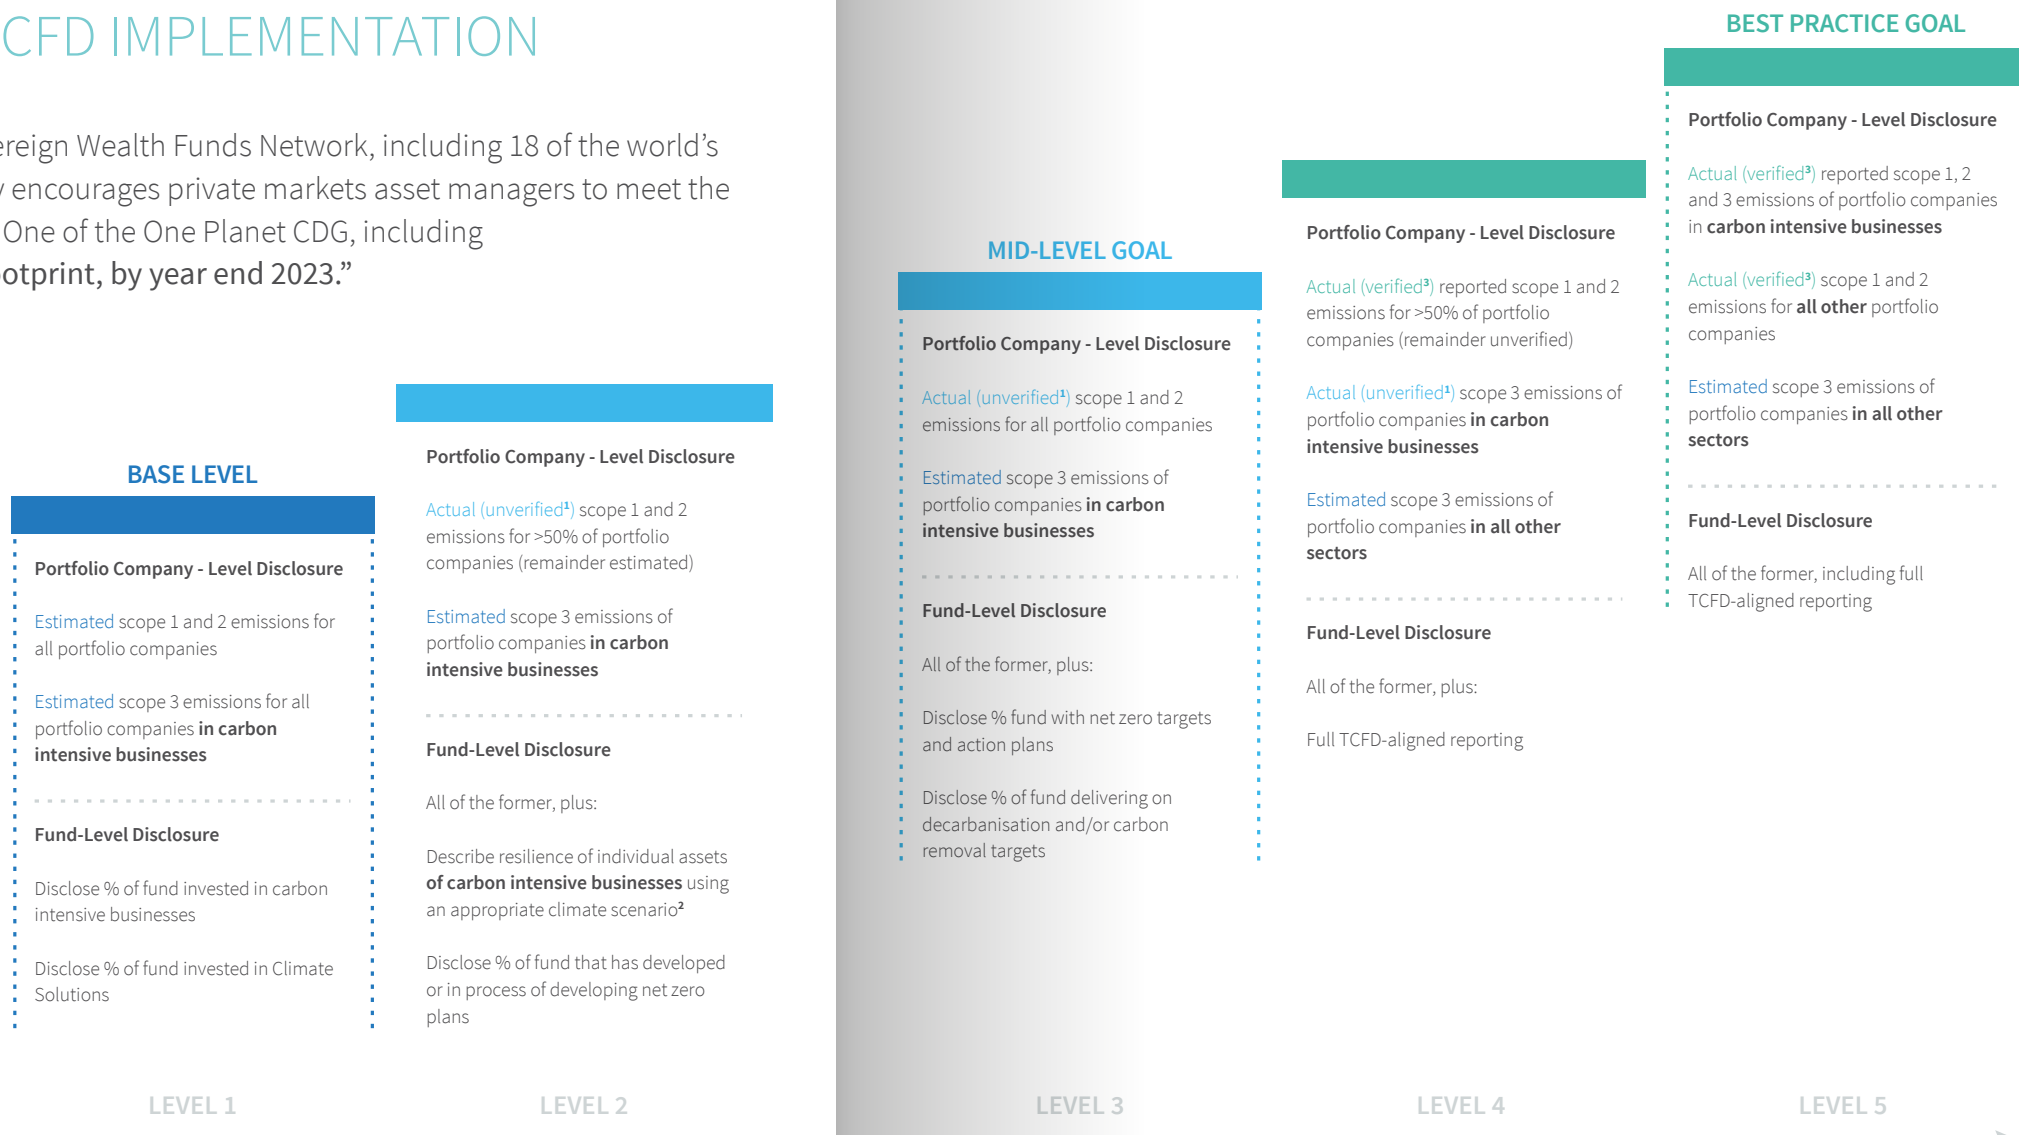 CFD IMPLEMENTATION
ereign Wealth Funds Network, including 18 of the world's
y encourages private markets asset managers to meet the
One of the One Planet CDG, including
otprint, by year end 2023.”
BASE LEVEL
Portfolio Company - Level Disclosure
Estimated scope 1 and 2 emissions for
all portfolio companies
Estimated scope 3 emissions for all
portfolio companies in carbon
intensive businesses
Fund-Level Disclosure
Disclose % of fund invested in carbon
intensive businesses
Disclose % of fund invested in Climate
Solutions
LEVEL 1
Portfolio Company - Level Disclosure
Actual (unverified¹) scope 1 and 2
emissions for >50% of portfolio
companies (remainder estimated)
Estimated scope 3 emissions of
portfolio companies in carbon
intensive businesses
Fund-Level Disclosure
All of the former, plus:
Describe resilience of individual assets
of carbon intensive businesses using
an appropriate climate scenario²
Disclose % of fund that has developed
or in process of developing net zero
plans
LEVEL 2
MID-LEVEL GOAL
Portfolio Company - Level Disclosure
Actual (unverified¹) scope 1 and 2
emissions for all portfolio companies
Estimated scope 3 emissions of
portfolio companies in carbon
intensive businesses
Fund-Level Disclosure
All of the former, plus:
Disclose % fund with net zero targets
and action plans
Disclose % of fund delivering on
decarbanisation and/or carbon
removal targets
LEVEL 3
Portfolio Company - Level Disclosure
Actual (verified³) reported scope 1 and 2
emissions for >50% of portfolio
companies (remainder unverified)
Actual (unverified¹) scope 3 emissions of
portfolio companies in carbon
intensive businesses
Estimated scope 3 emissions of
portfolio companies in all other
sectors
Fund-Level Disclosure
All of the former, plus:
Full TCFD-aligned reporting
LEVEL 4
BEST PRACTICE GOAL
Portfolio Company - Level Disclosure
Actual (verified³) reported scope 1, 2
and 3 emissions of portfolio companies
in carbon intensive businesses
Actual (verified³) scope 1 and 2
emissions for all other portfolio
companies
Estimated scope 3 emissions of
portfolio companies in all other
sectors
Fund-Level Disclosure
All of the former, including full
TCFD-aligned reporting
LEVEL 5